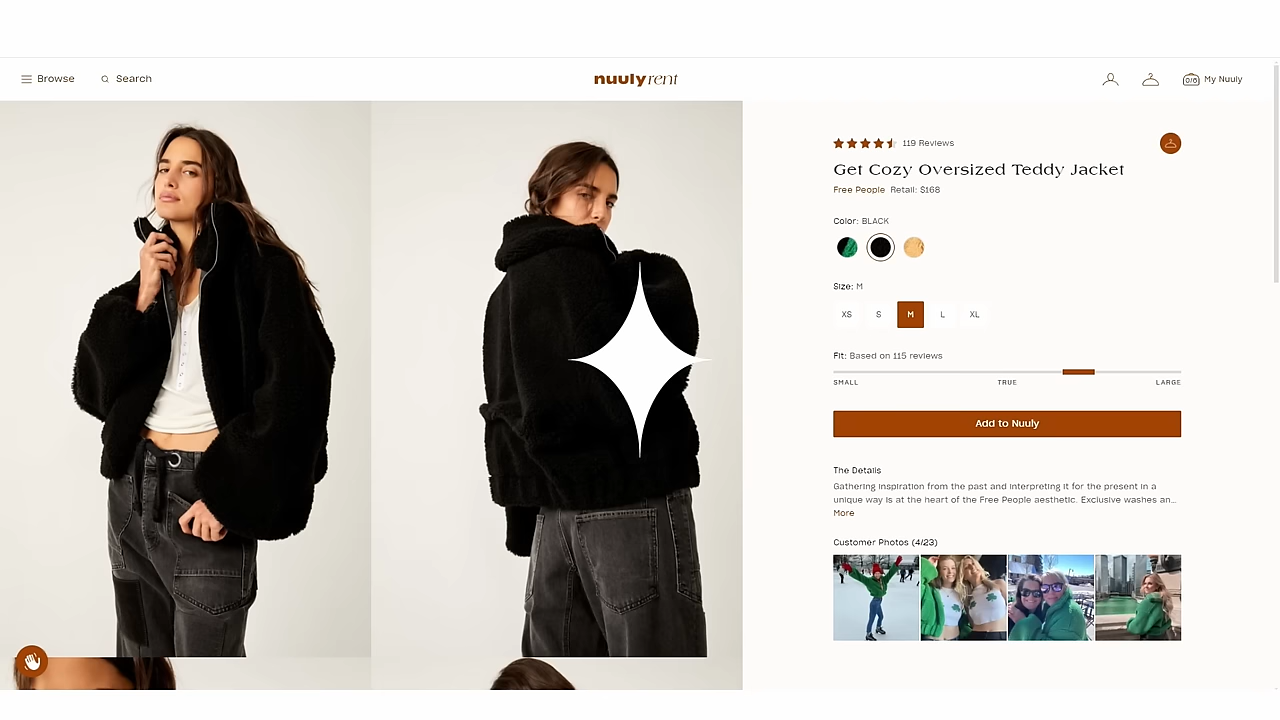 Browse
Search
nuuly rent
0/6
My Nuuly
119 Reviews
Get Cozy Oversized Teddy Jacket
Free People Retail: $168
Color: BLACK
Size: M
XS S M L XL
Fit: Based on 115 reviews
SMALL TRUE LARGE
Add to Nuuly
The Details
Gathering inspiration from the past and interpreting it for the present in a
unique way is at the heart of the Free People aesthetic. Exclusive washes an...
More
Customer Photos (4/23)